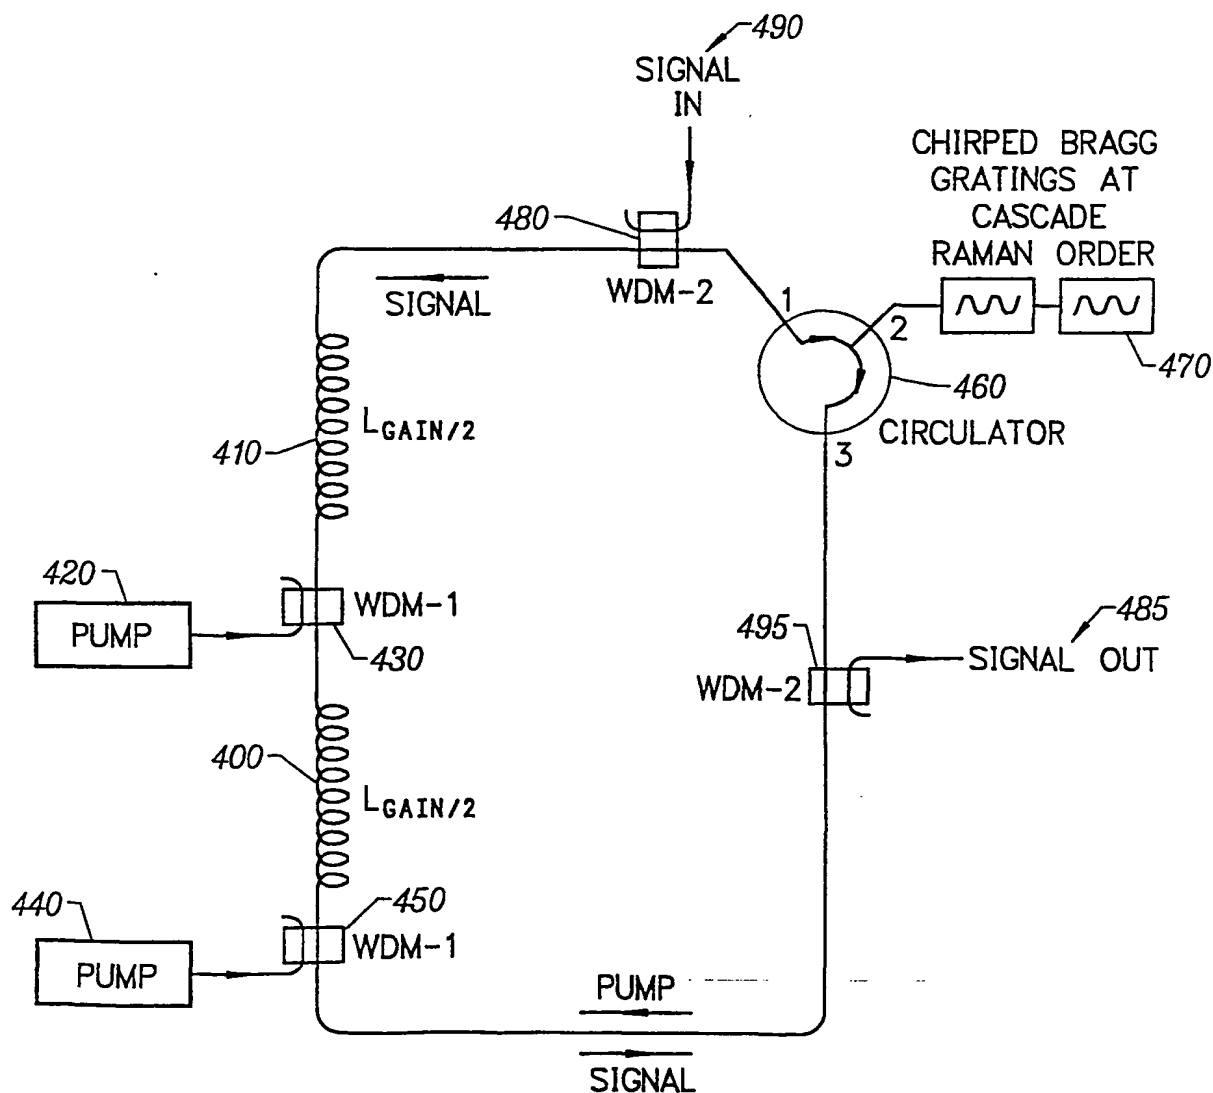 490
SIGNAL
IN
CHIRPED BRAGG
GRATINGS AT
CASCADE
RAMAN ORDER
480
WDM-2
SIGNAL
1
2
470
460
CIRCULATOR
3
410
LGAIN/2
420
PUMP
WDM-1
430
495
485
SIGNAL OUT
WDM-2
400
LGAIN/2
440
PUMP
450
WDM-1
PUMP
SIGNAL